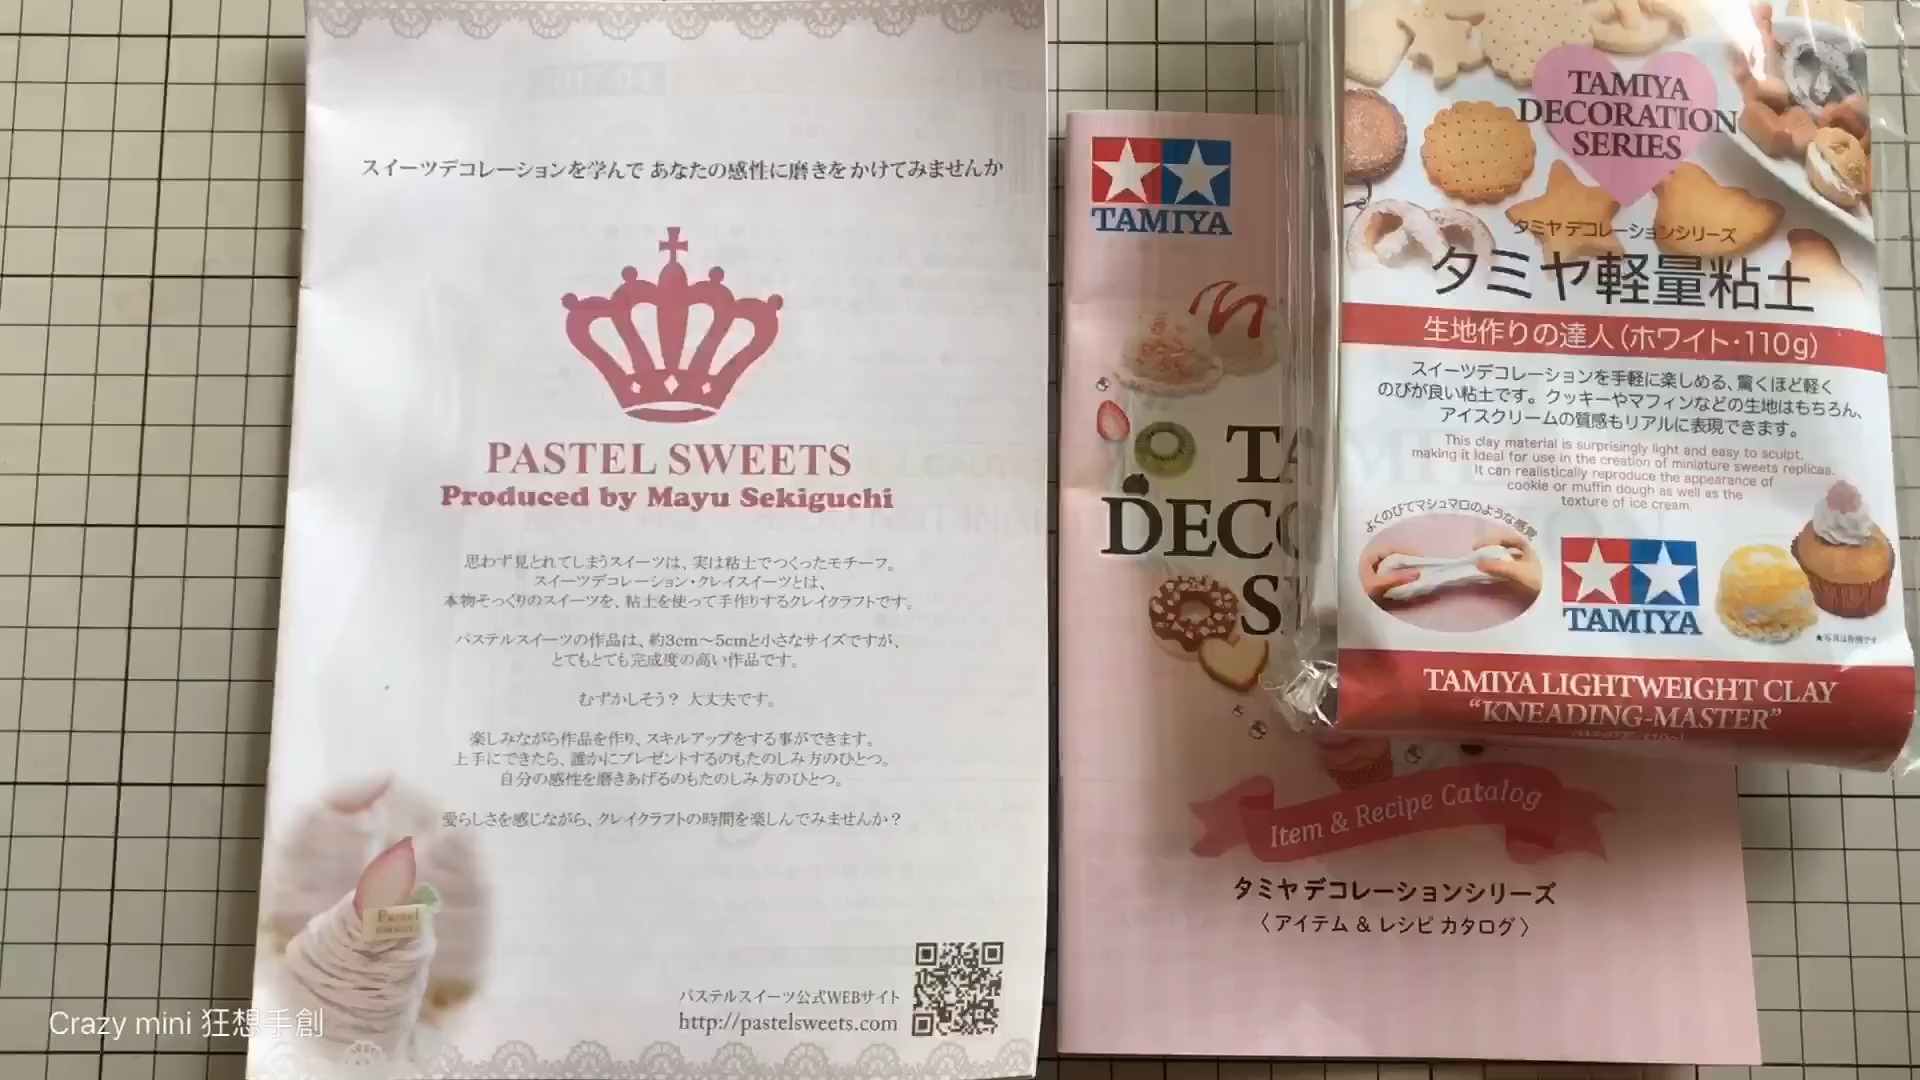 スイーツデコレーションを学んで あなたの感性に磨きをかけてみませんか
PASTEL SWEETS
Produced by Mayu Sekiguchi
思わず見とれてしまうスイーツは、実は粘土でつくったモチーフ。
スイーツデコレーション・クレイスイーツとは、
本物そっくりのスイーツを、粘土を使って手作りするクレイクラフトです。
パステルスイーツの作品は、約3cm〜5cmと小さなサイズですが、
とてもとても完成度の高い作品です。
むずかしそう? 大丈夫です。
楽しみながら作品を作り、スキルアップをする事ができます。
上手にできたら、誰かにプレゼントするのもたのしみ方のひとつ。
自分の感性を磨きあげるのもたのしみ方のひとつ。
愛らしさを感じながら、クレイクラフトの時間を楽しんでみませんか?
Pastel
sweets
パステルスイーツ公式WEBサイト
http://pastelsweets.com
Crazy mini 狂想手創
TAMIYA
TA
DECO
S
Item & Recipe Catalog
タミヤデコレーションシリーズ
〈アイテム & レシピ カタログ〉
TAMIYA
DECORATION
SERIES
タミヤデコレーションシリーズ
タミヤ軽量粘土
生地作りの達人(ホワイト・110g)
スイーツデコレーションを手軽に楽しめる、驚くほど軽く
のびが良い粘土です。クッキーやマフィンなどの生地はもちろん、
アイスクリームの質感もリアルに表現できます。
This clay material is surprisingly light and easy to sculpt,
making it ideal for use in the creation of miniature sweets replicas.
It can realistically reproduce the appearance of
cookie or muffin dough as well as the
texture of ice cream.
よくのびてマシュマロのような感覚
TAMIYA
★写真は作例です
TAMIYA LIGHTWEIGHT CLAY
"KNEADING-MASTER"